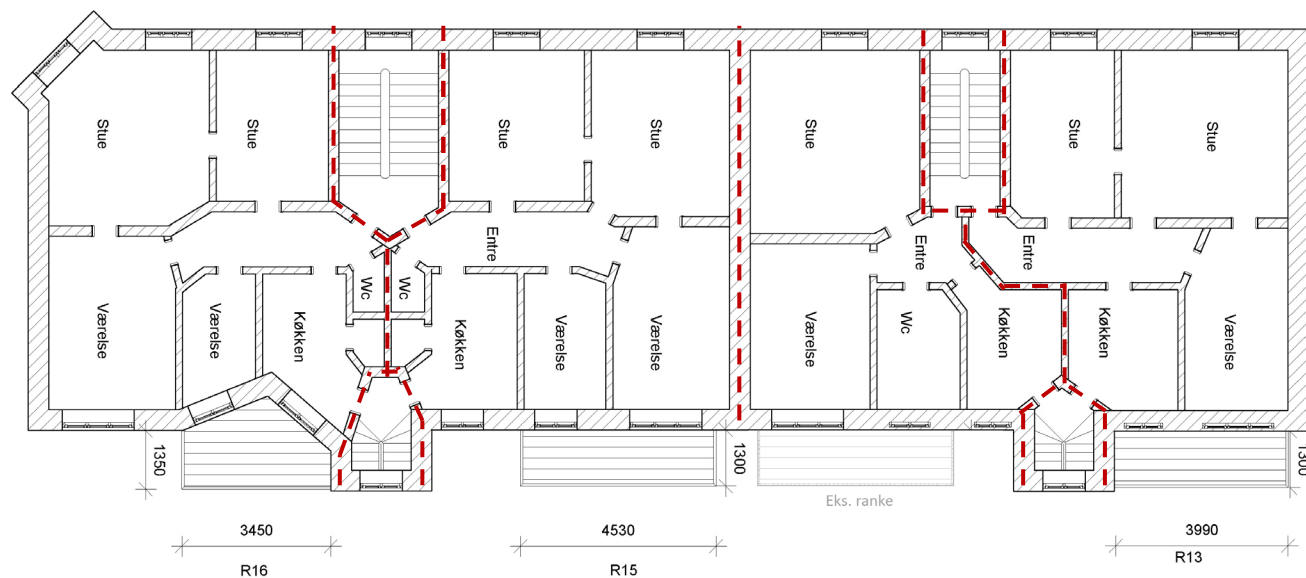 Stue
Stue
Stue
Stue
Stue
Stue
Stue
Entre
Entre
Entre
Wc
Wc
Værelse
Værelse
Køkken
Køkken
Værelse
Værelse
Værelse
Wc
Køkken
Køkken
Værelse
1350
1300
1300
Eks. ranke
3450
4530
3990
R16
R15
R13